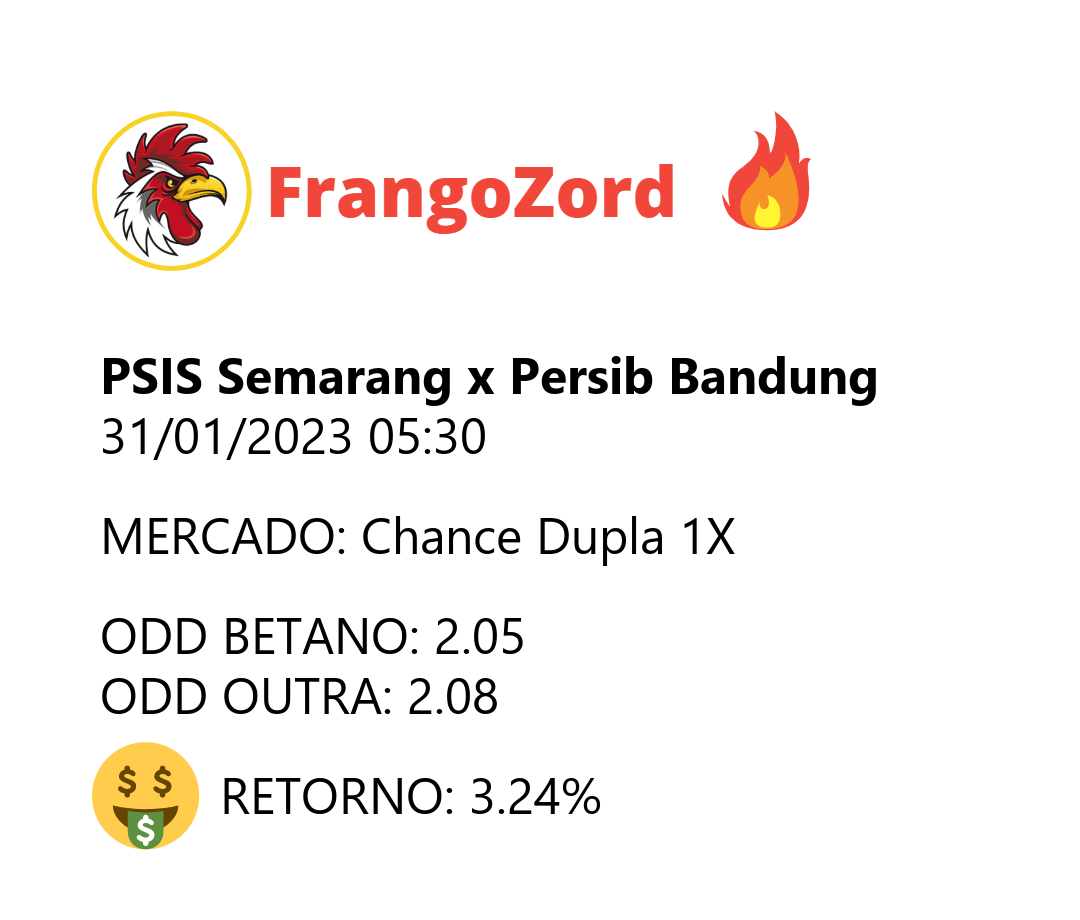 FrangoZord
PSIS Semarang x Persib Bandung
31/01/2023 05:30
MERCADO: Chance Dupla 1X
ODD BETANO: 2.05
ODD OUTRA: 2.08
RETORNO: 3.24%